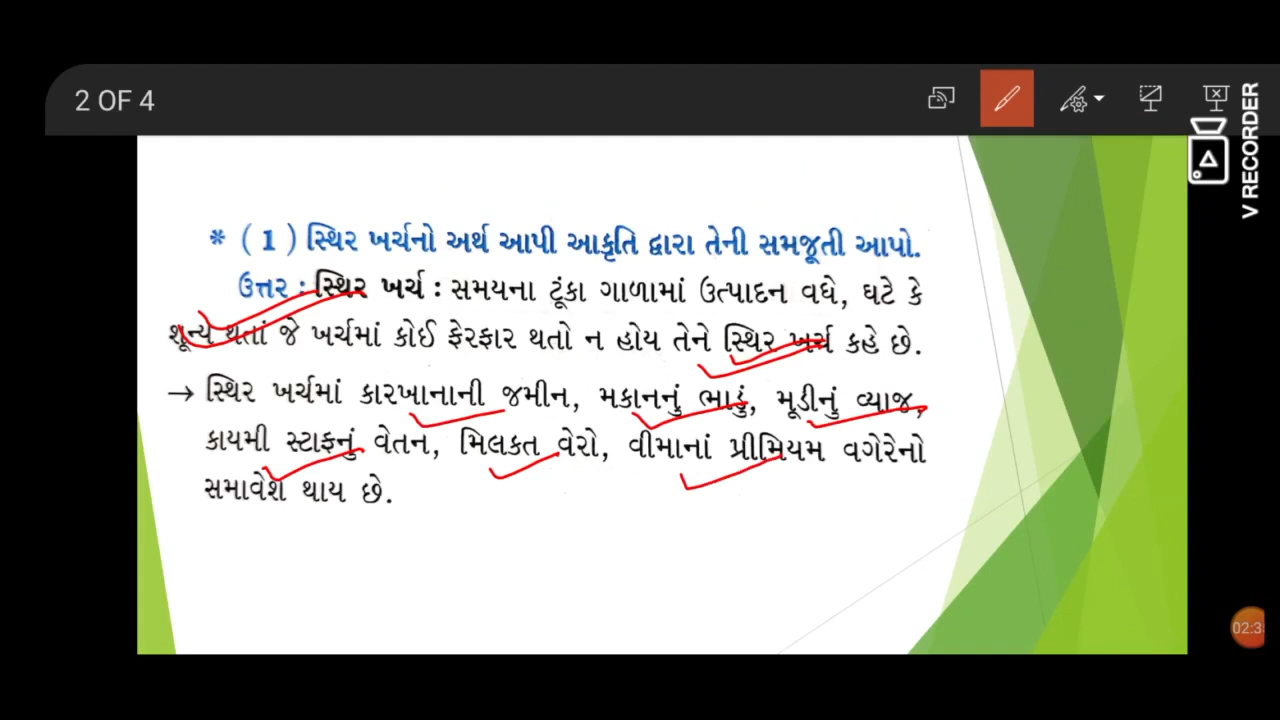 2 OF 4
V RECORDER
* ( 1 ) સ્થિર ખર્ચનો અર્થ આપી આકૃતિ દ્વારા તેની સમજૂતી આપો.
ઉત્તર : સ્થિર ખર્ચ : સમયના ટૂંકા ગાળામાં ઉત્પાદન વધે, ઘટે કે
શૂન્ય થતાં જે ખર્ચમાં કોઈ ફેરફાર થતો ન હોય તેને સ્થિર ખર્ચ કહે છે.
→ સ્થિર ખર્ચમાં કારખાનાની જમીન, મકાનનું ભાડું, મૂડીનું વ્યાજ,
કાયમી સ્ટાફનું વેતન, મિલકત વેરો, વીમાનાં પ્રીમિયમ વગેરેનો
સમાવેશ થાય છે.